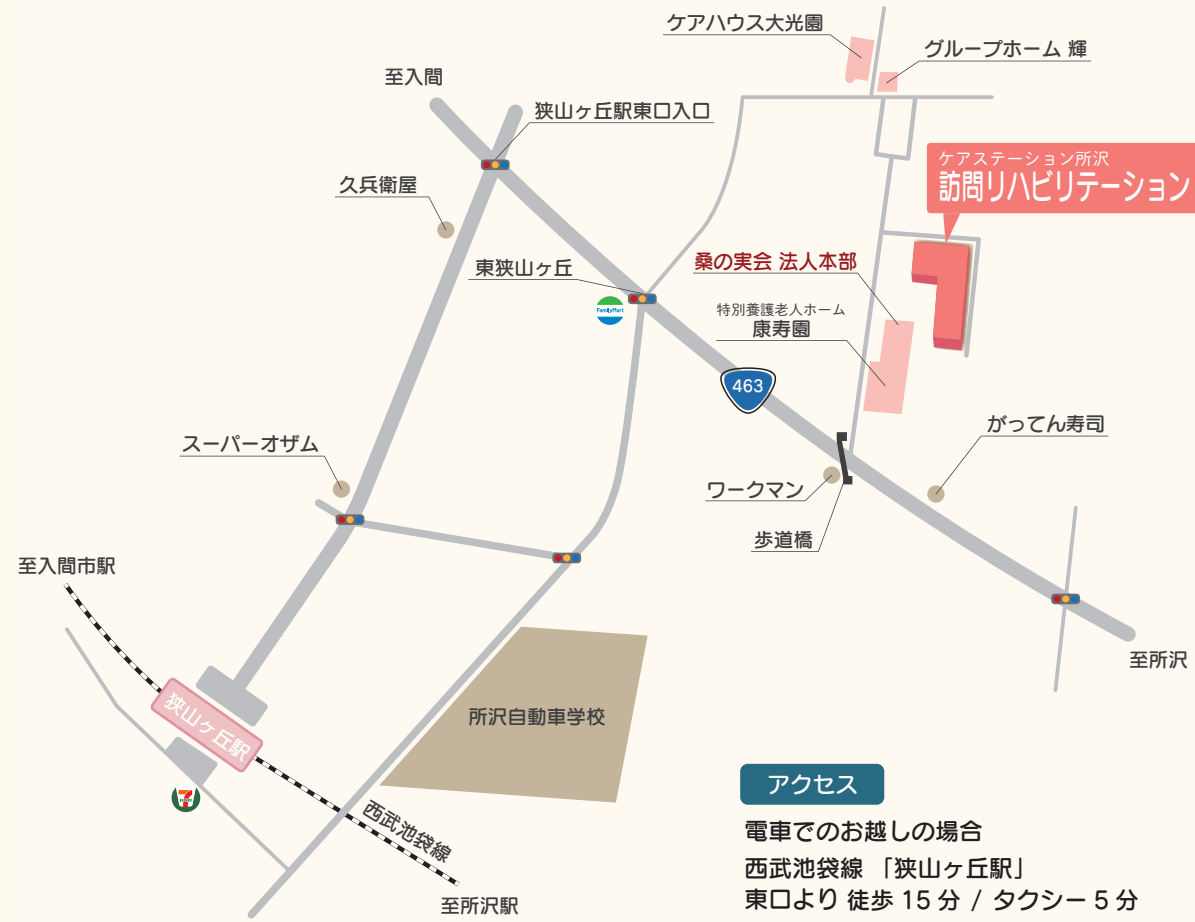 ケアハウス大光園
グループホーム 輝
至入間
狭山ヶ丘駅東口入口
ケアステーション所沢
訪問リハビリテーション
久兵衛屋
東狭山ヶ丘
桑の実会 法人本部
FamilyMart
特別養護老人ホーム
康寿園
463
がってん寿司
スーパーオザム
ワークマン
歩道橋
至入間市駅
至所沢
狭山ヶ丘駅
所沢自動車学校
7
西武池袋線
至所沢駅
アクセス
電車でのお越しの場合
西武池袋線 「狭山ヶ丘駅」
東口より 徒歩 15 分 / タクシー 5 分